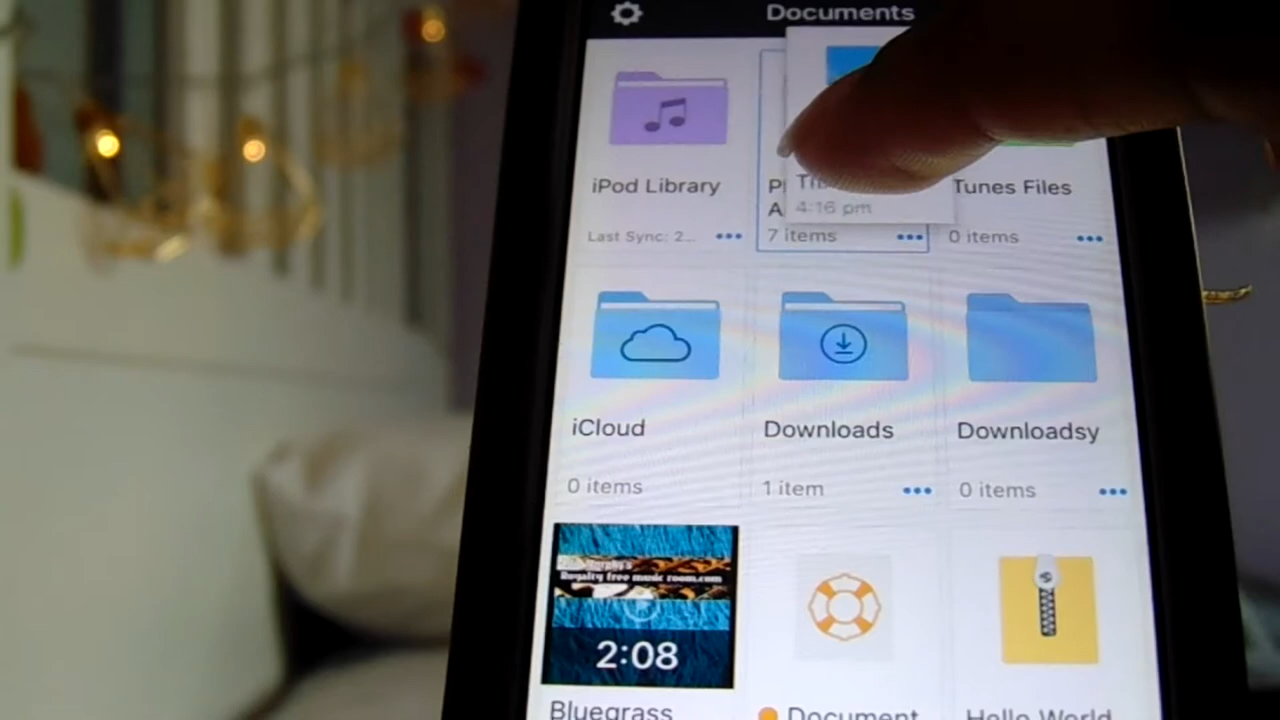 Documents
iPod Library
Tunes Files
4:16 pm
Last Sync: 2...
7 items
0 items
iCloud
Downloads
Downloadsy
0 items
1 item
0 items
Royalty free music room.com
2:08
Bluegrass
Document
Hello World